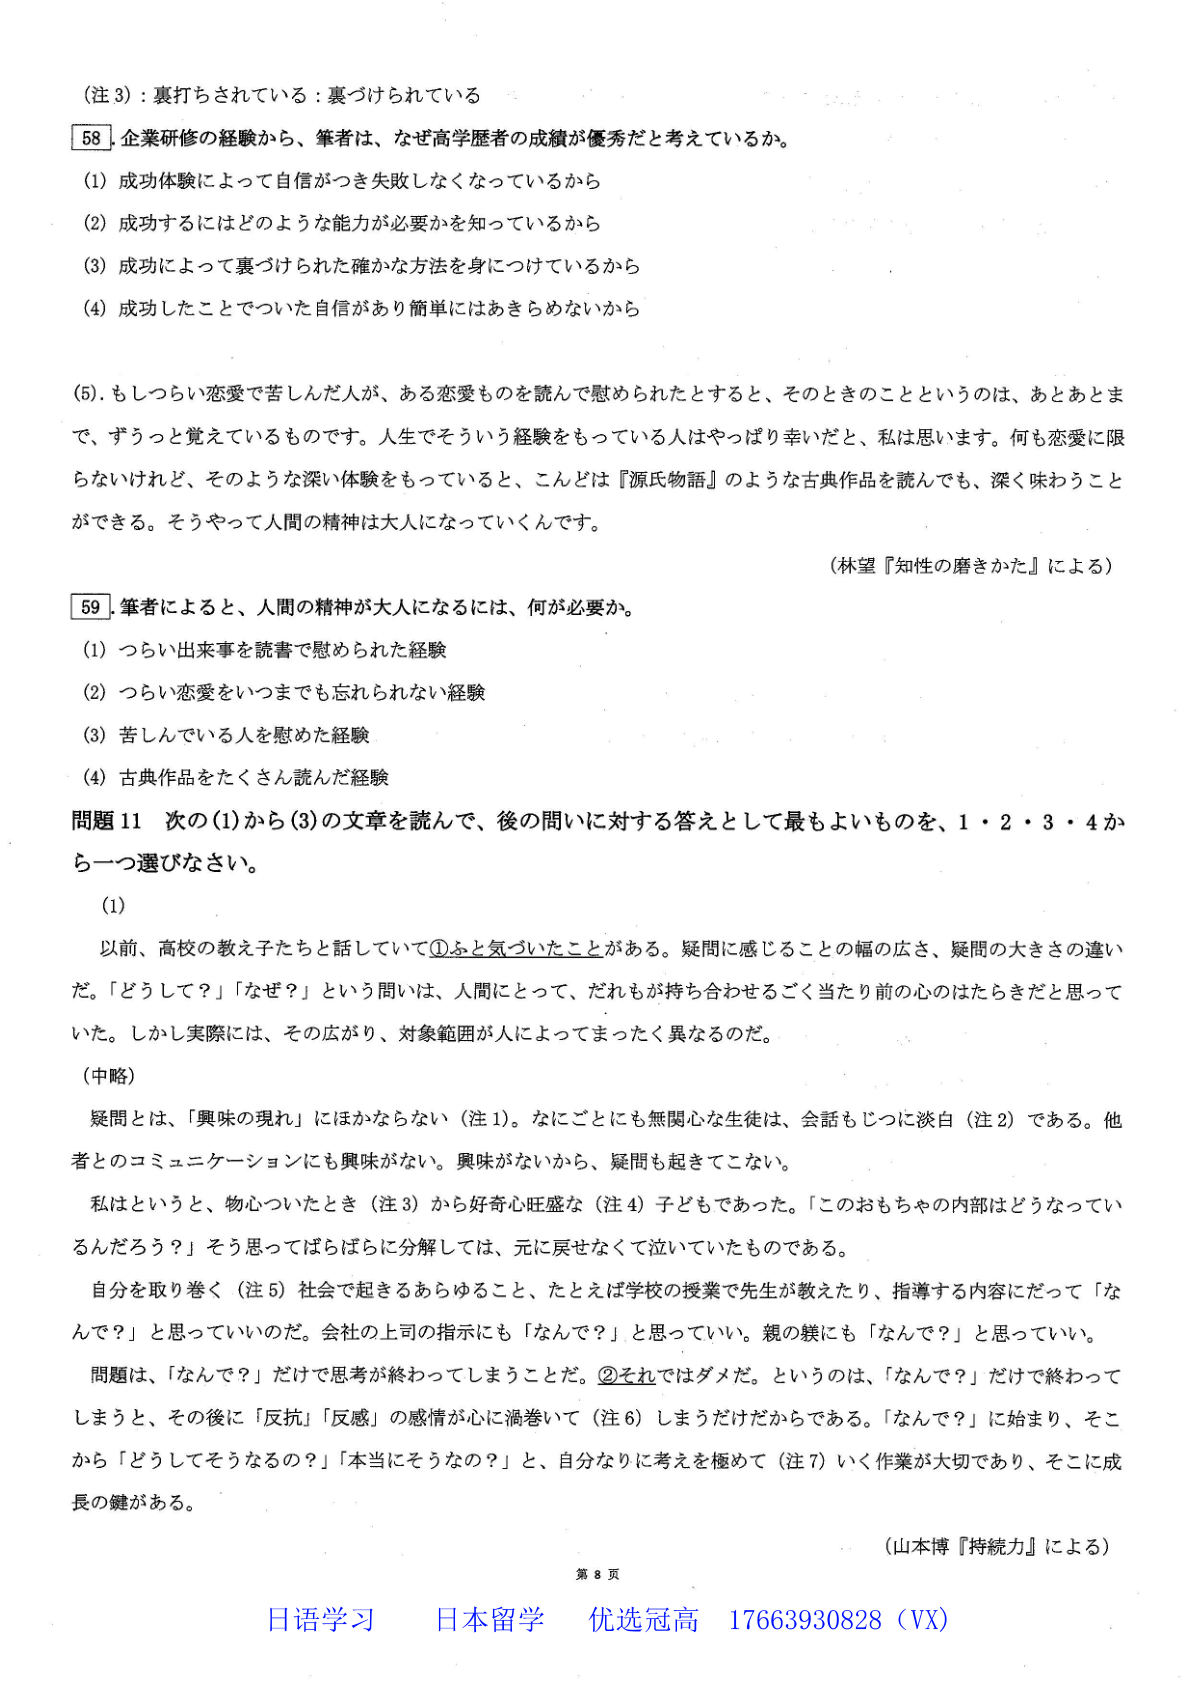 (注3)：裏打ちされている：裏づけられている
58．企業研修の経験から、筆者は、なぜ高学歴者の成績が優秀だと考えているか。
(1) 成功体験によって自信がつき失敗しなくなっているから
(2) 成功するにはどのような能力が必要かを知っているから
(3) 成功によって裏づけられた確かな方法を身につけているから
(4) 成功したことでついた自信があり簡単にはあきらめないから
(5)．もしつらい恋愛で苦しんだ人が、ある恋愛ものを読んで慰められたとすると、そのときのことというのは、あとあとま
で、ずうっと覚えているものです。人生でそういう経験をもっている人はやっぱり幸いだと、私は思います。何も恋愛に限
らないけれど、そのような深い体験をもっていると、こんどは『源氏物語』のような古典作品を読んでも、深く味わうこと
ができる。そうやって人間の精神は大人になっていくんです。
（林望『知性の磨きかた』による）
59．筆者によると、人間の精神が大人になるには、何が必要か。
(1) つらい出来事を読書で慰められた経験
(2) つらい恋愛をいつまでも忘れられない経験
(3) 苦しんでいる人を慰めた経験
(4) 古典作品をたくさん読んだ経験
問題11　次の(1)から(3)の文章を読んで、後の問いに対する答えとして最もよいものを、1・2・3・4か
ら一つ選びなさい。
(1)
以前、高校の教え子たちと話していて①ふと気づいたことがある。疑問に感じることの幅の広さ、疑問の大きさの違い
だ。「どうして？」「なぜ？」という問いは、人間にとって、だれもが持ち合わせるごく当たり前の心のはたらきだと思って
いた。しかし実際には、その広がり、対象範囲が人によってまったく異なるのだ。
（中略）
疑問とは、「興味の現れ」にほかならない（注1）。なにごとにも無関心な生徒は、会話もじつに淡白（注2）である。他
者とのコミュニケーションにも興味がない。興味がないから、疑問も起きてこない。
私はというと、物心ついたとき（注3）から好奇心旺盛な（注4）子どもであった。「このおもちゃの内部はどうなってい
るんだろう？」そう思ってばらばらに分解しては、元に戻せなくて泣いていたものである。
自分を取り巻く（注5）社会で起きるあらゆること、たとえば学校の授業で先生が教えたり、指導する内容にだって「な
んで？」と思っていいのだ。会社の上司の指示にも「なんで？」と思っていい。親の躾にも「なんで？」と思っていい。
問題は、「なんで？」だけで思考が終わってしまうことだ。②それではダメだ。というのは、「なんで？」だけで終わって
しまうと、その後に「反抗」「反感」の感情が心に渦巻いて（注6）しまうだけだからである。「なんで？」に始まり、そこ
から「どうしてそうなるの？」「本当にそうなの？」と、自分なりに考えを極めて（注7）いく作業が大切であり、そこに成
長の鍵がある。
（山本博『持続力』による）
第 8 页
日语学习　日本留学　优选冠高　17663930828（VX)